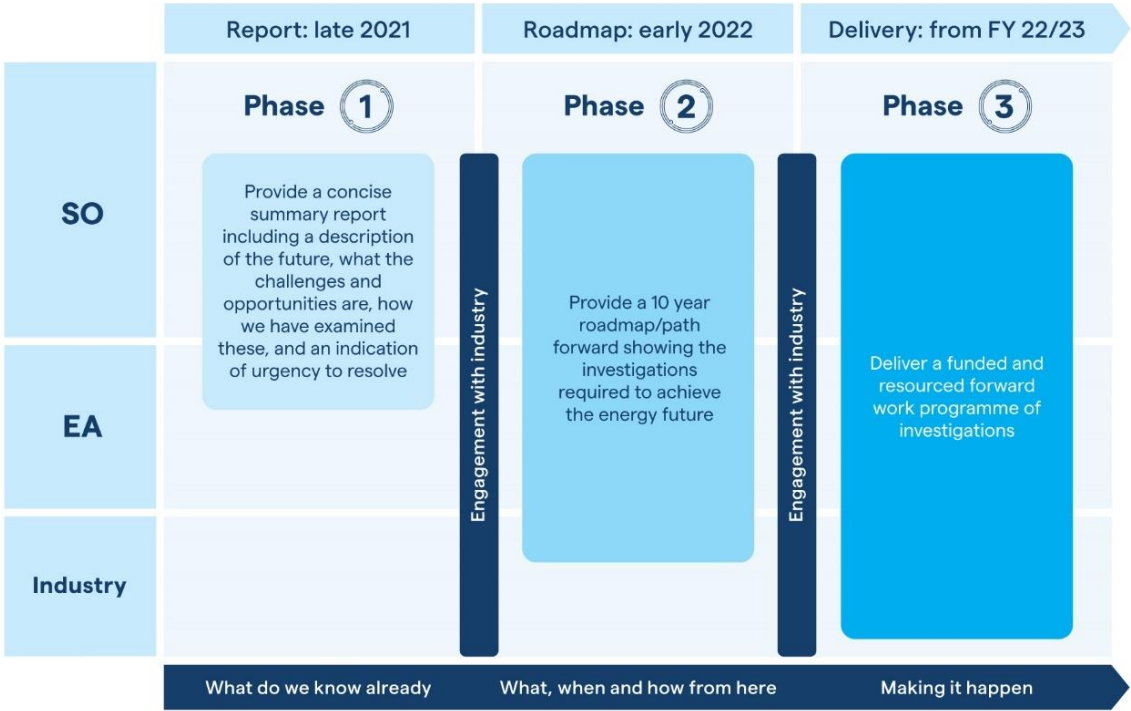 Report: late 2021
Roadmap: early 2022
Delivery: from FY 22/23
SO
EA
Industry
Phase 1
Provide a concise
summary report
including a description
of the future, what the
challenges and
opportunities are, how
we have examined
these, and an indication
of urgency to resolve
Engagement with industry
Phase 2
Provide a 10 year
roadmap/path
forward showing the
investigations
required to achieve
the energy future
Engagement with industry
Phase 3
Deliver a funded and
resourced forward
work programme of
investigations
What do we know already
What, when and how from here
Making it happen